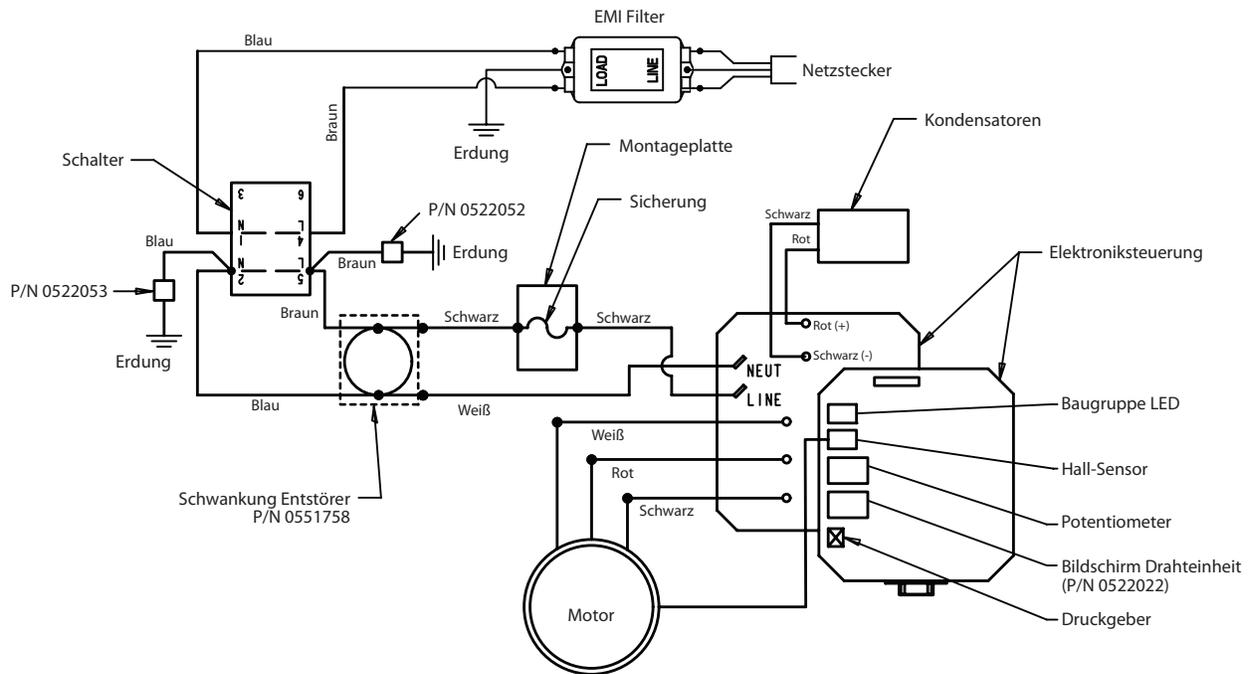 EMI Filter
Blau
LOAD
LINE
Netzstecker
Braun
Erdung
Kondensatoren
Montageplatte
Schalter
Sicherung
3
6
P/N 0522052
Schwarz
Rot
N
1
L
4
Blau
Braun
Erdung
Elektroniksteuerung
N
2
L
5
P/N 0522053
Braun
Schwarz
Schwarz
Rot (+)
Erdung
Schwarz (-)
NEUT
LINE
Blau
Weiß
Baugruppe LED
Weiß
Hall-Sensor
Rot
Schwankung Entstörer
P/N 0551758
Schwarz
Potentiometer
Bildschirm Drahteinheit
(P/N 0522022)
Motor
Druckgeber